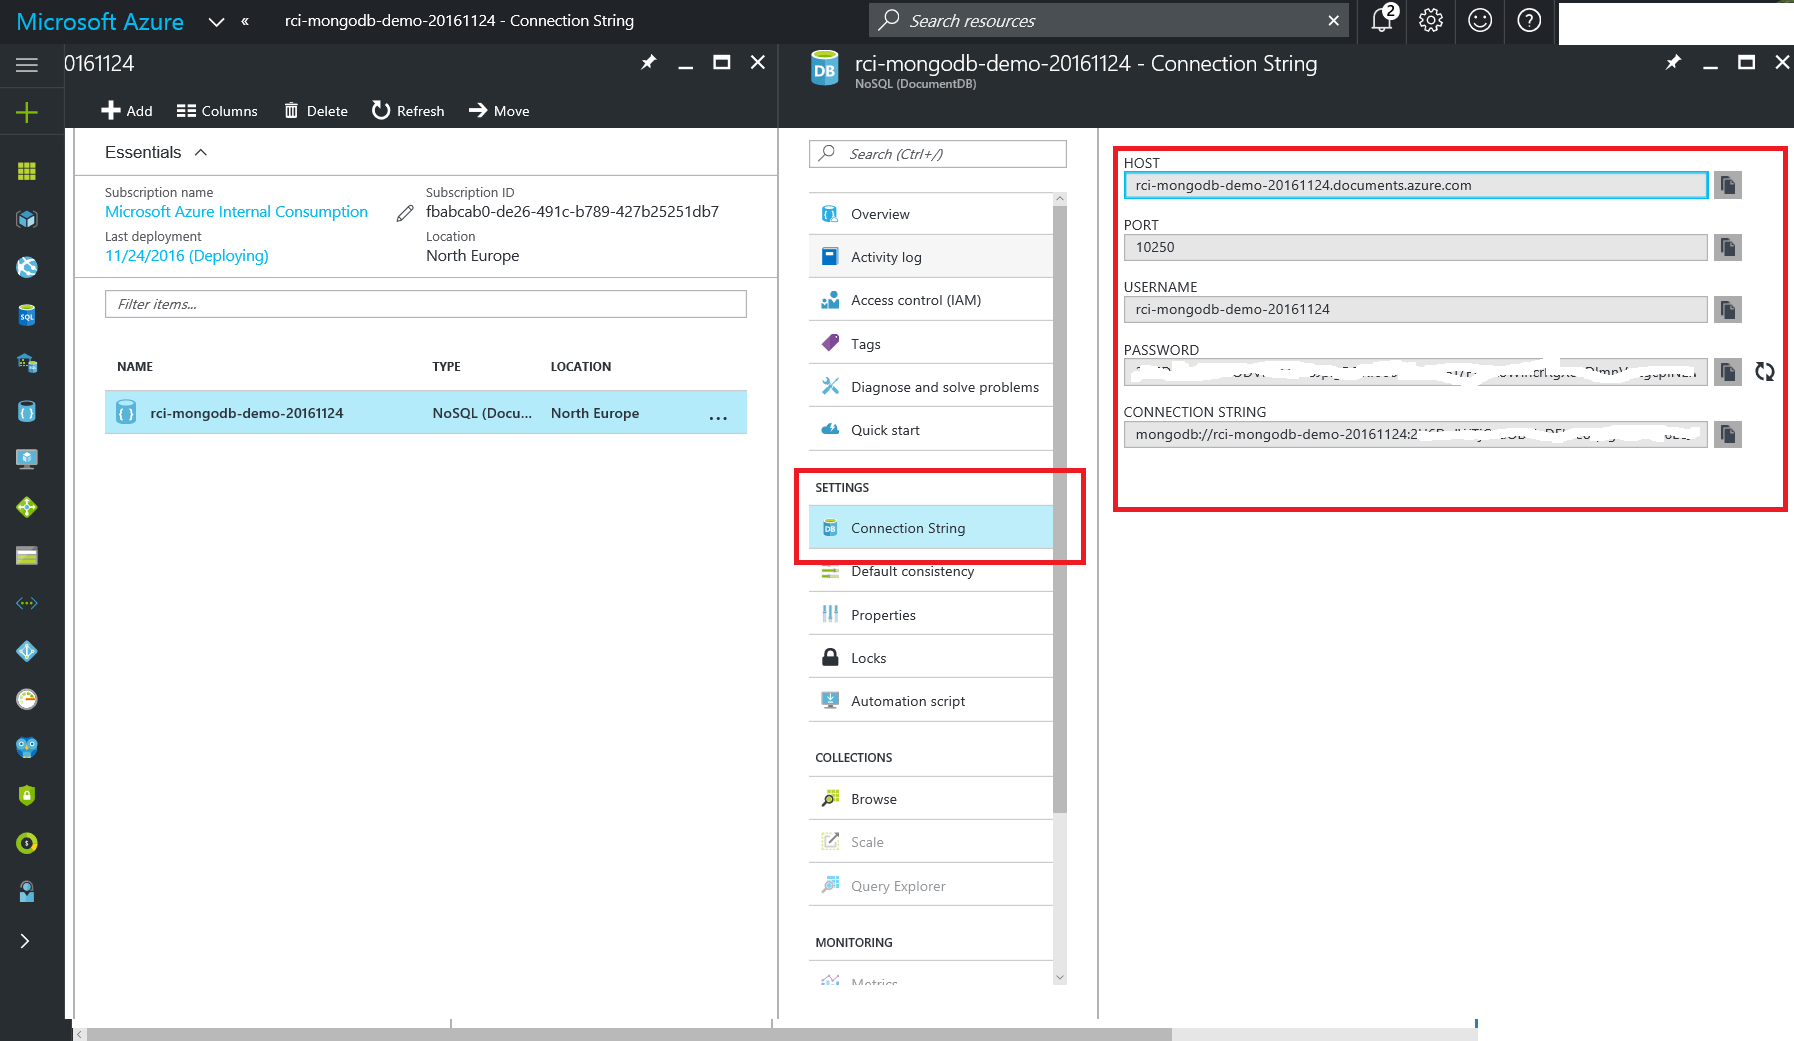 Microsoft Azure
rci-mongodb-demo-20161124 - Connection String
Search resources
2
0161124
Add
Columns
Delete
Refresh
Move
Essentials
Subscription name
Microsoft Azure Internal Consumption
Subscription ID
fbabcab0-de26-491c-b789-427b25251db7
Last deployment
11/24/2016 (Deploying)
Location
North Europe
Filter items...
NAME TYPE LOCATION
rci-mongodb-demo-20161124 NoSQL (Docu... North Europe ...
rci-mongodb-demo-20161124 - Connection String
NoSQL (DocumentDB)
Search (Ctrl+/)
Overview
Activity log
Access control (IAM)
Tags
Diagnose and solve problems
Quick start
SETTINGS
Connection String
Default consistency
Properties
Locks
Automation script
COLLECTIONS
Browse
Scale
Query Explorer
MONITORING
Metrics
HOST
rci-mongodb-demo-20161124.documents.azure.com
PORT
10250
USERNAME
rci-mongodb-demo-20161124
PASSWORD
CONNECTION STRING
mongodb://rci-mongodb-demo-20161124: